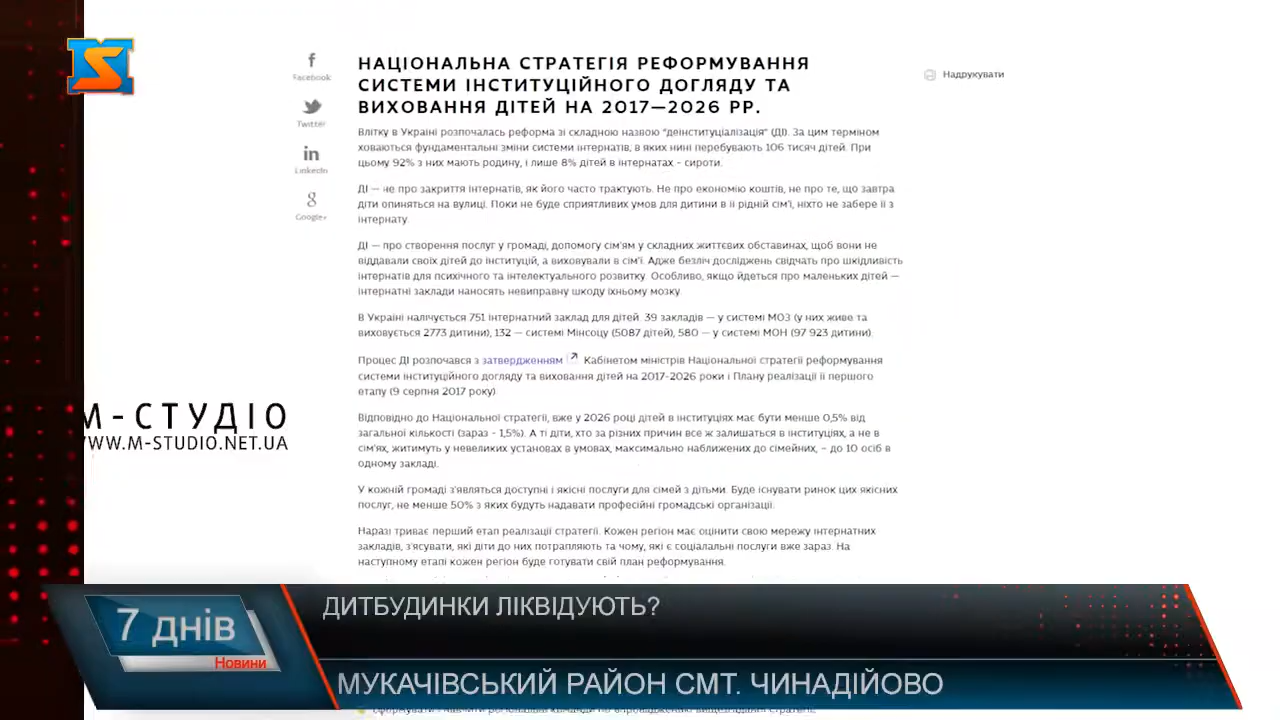 Facebook
Twitter
LinkedIn
Google+
НАЦІОНАЛЬНА СТРАТЕГІЯ РЕФОРМУВАННЯ
СИСТЕМИ ІНСТИТУЦІЙНОГО ДОГЛЯДУ ТА
ВИХОВАННЯ ДІТЕЙ НА 2017—2026 РР.
Надрукувати
Влітку в Україні розпочалась реформа зі складною назвою "деінституціалізація" (ДІ). За цим терміном
ховаються фундаментальні зміни системи інтернатів, в яких нині перебувають 106 тисяч дітей. При
цьому 92% з них мають родину, і лише 8% дітей в інтернатах - сироти.
ДІ — не про закриття інтернатів, як його часто трактують. Не про економію коштів, не про те, що завтра
діти опиняться на вулиці. Поки не буде сприятливих умов для дитини в її рідній сім'ї, ніхто не забере її з
інтернату.
ДІ — про створення послуг у громаді, допомогу сім'ям у складних життєвих обставинах, щоб вони не
віддавали своїх дітей до інституцій, а виховували в сім'ї. Адже безліч досліджень свідчать про шкідливість
інтернатів для психічного та інтелектуального розвитку. Особливо, якщо йдеться про маленьких дітей —
інтернатні заклади наносять невиправну шкоду їхньому мозку.
В Україні налічується 751 інтернатний заклад для дітей. 39 закладів — у системі МОЗ (у них живе та
виховується 2773 дитини), 132 — системі Мінсоцу (5087 дітей), 580 — у системі МОН (97 923 дитини).
Процес ДІ розпочався з затвердженням Кабінетом міністрів Національної стратегії реформування
системи інституційного догляду та виховання дітей на 2017-2026 роки і Плану реалізації її першого
етапу (9 серпня 2017 року)
Відповідно до Національної стратегії, вже у 2026 році дітей в інституціях має бути менше 0,5% від
загальної кількості (зараз - 1,5%). А ті діти, хто за різних причин все ж залишаться в інституціях, а не в
сім'ях, житимуть у невеликих установах в умовах, максимально наближених до сімейних, – до 10 осіб в
одному закладі.
У кожній громаді з'являться доступні і якісні послуги для сімей з дітьми. Буде існувати ринок цих якісних
послуг, не менше 50% з яких будуть надавати професійні громадські організації.
Наразі триває перший етап реалізації стратегії. Кожен регіон має оцінити свою мережу інтернатних
закладів, з'ясувати, які діти до них потрапляють та чому, які є соціальні послуги вже зараз. На
наступному етапі кожен регіон буде готувати свій план реформування.
М-СТУДІО
WWW.M-STUDIO.NET.UA
7 днів
Новини
ДИТБУДИНКИ ЛІКВІДУЮТЬ?
МУКАЧІВСЬКИЙ РАЙОН СМТ. ЧИНАДІЙОВО